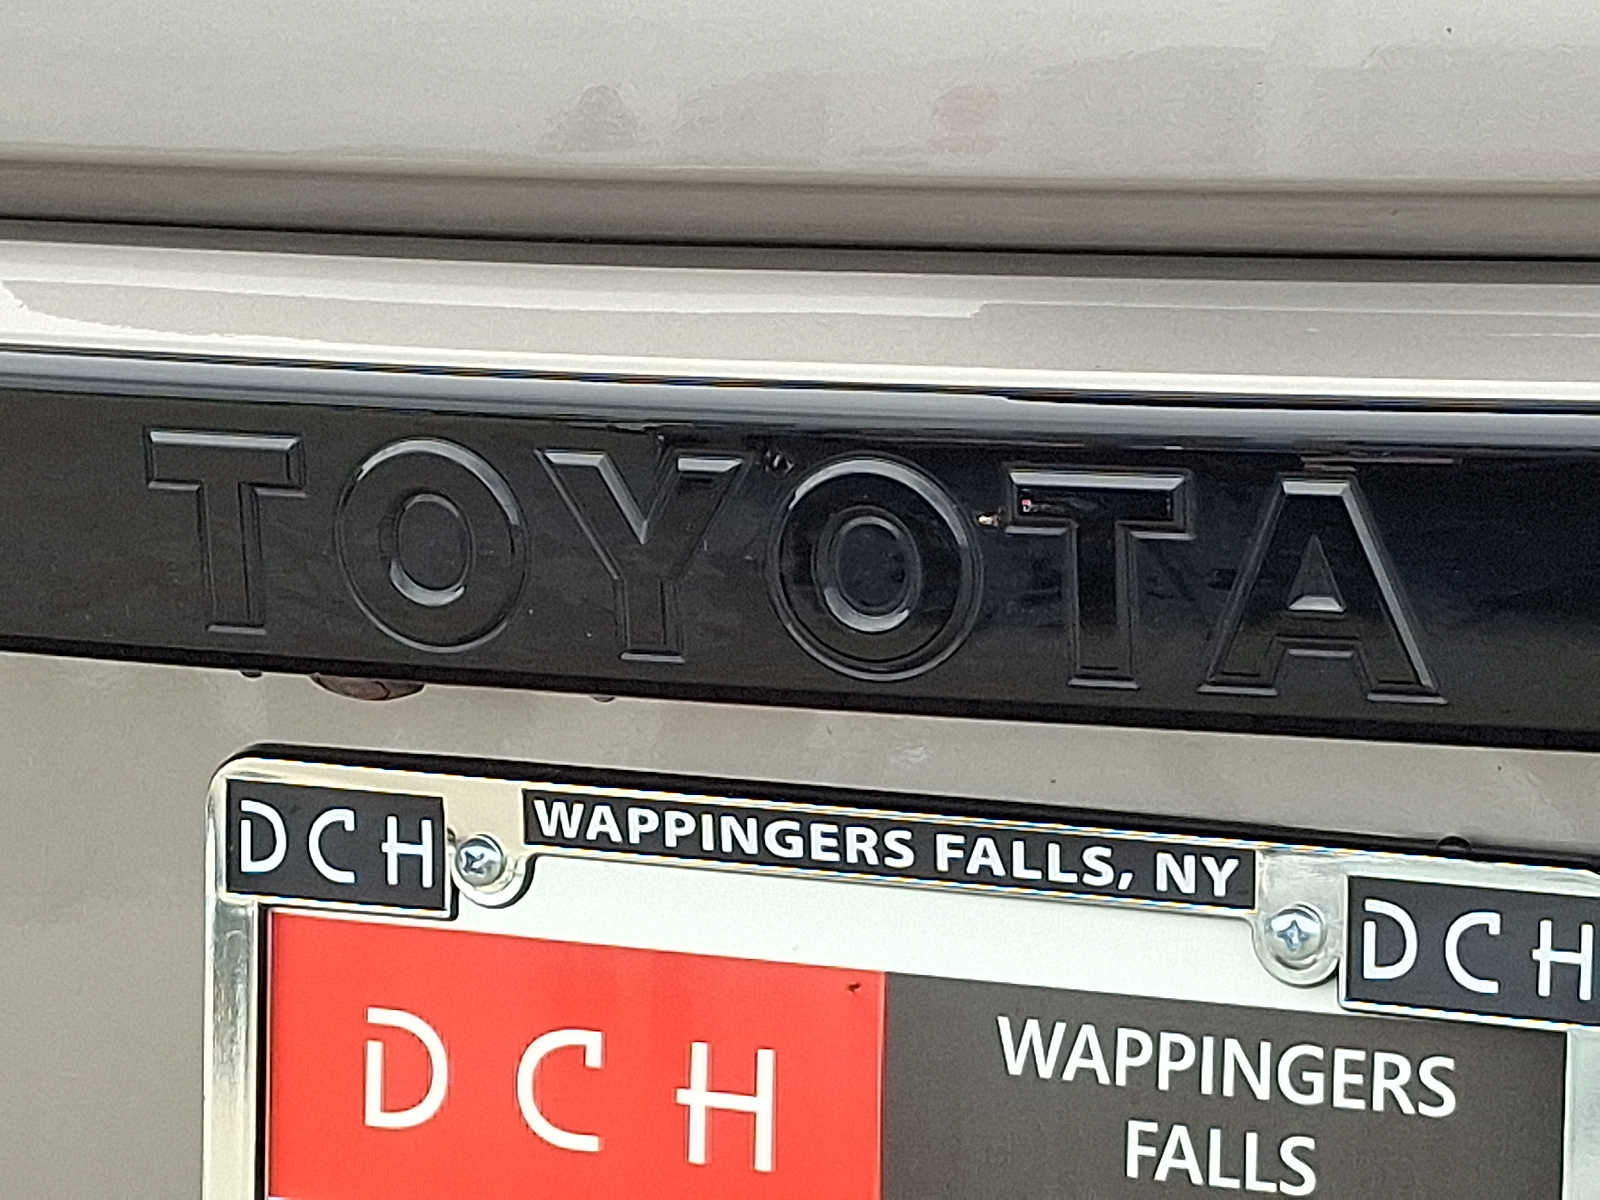 TOYOTA
DCH
WAPPINGERS FALLS, NY
DCH
DCH
WAPPINGERS
FALLS